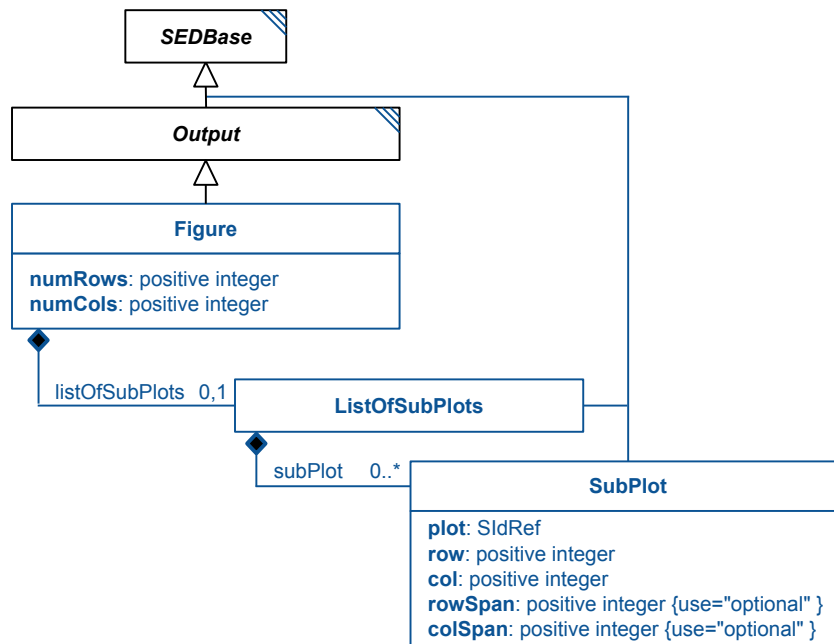 SEDBase
Output
Figure
numRows: positive integer
numCols: positive integer
listOfSubPlots 0,1
ListOfSubPlots
subPlot 0..*
SubPlot
plot: SIdRef
row: positive integer
col: positive integer
rowSpan: positive integer {use="optional" }
colSpan: positive integer {use="optional" }